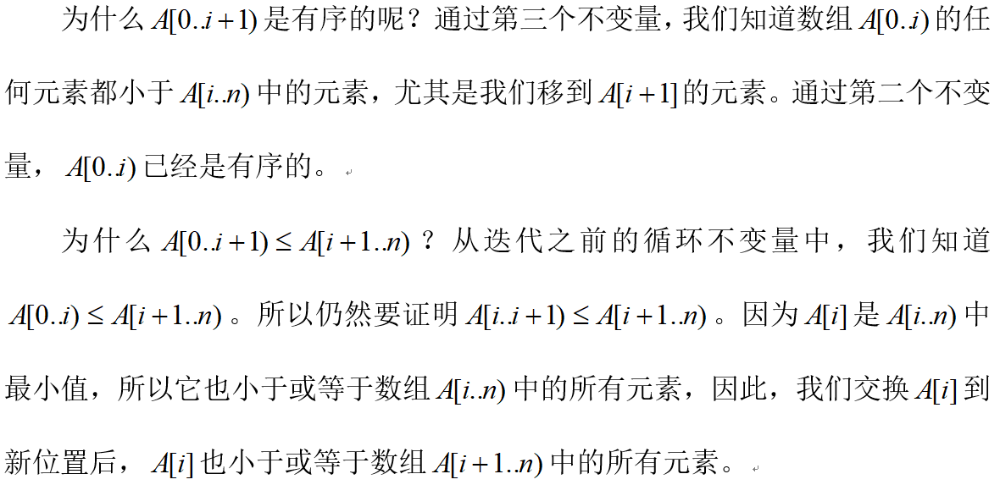 为什么 A[0..i+1) 是有序的呢？通过第三个不变量，我们知道数组 A[0..i) 的任
何元素都小于 A[i..n) 中的元素，尤其是我们移到 A[i+1] 的元素。通过第二个不变
量， A[0..i) 已经是有序的。
为什么 A[0..i+1) ≤ A[i+1..n) ？从迭代之前的循环不变量中，我们知道
A[0..i) ≤ A[i+1..n) 。所以仍然要证明 A[i..i+1) ≤ A[i+1..n) 。因为 A[i] 是 A[i..n) 中
最小值，所以它也小于或等于数组 A[i..n) 中的所有元素，因此，我们交换 A[i] 到
新位置后， A[i] 也小于或等于数组 A[i+1..n) 中的所有元素。